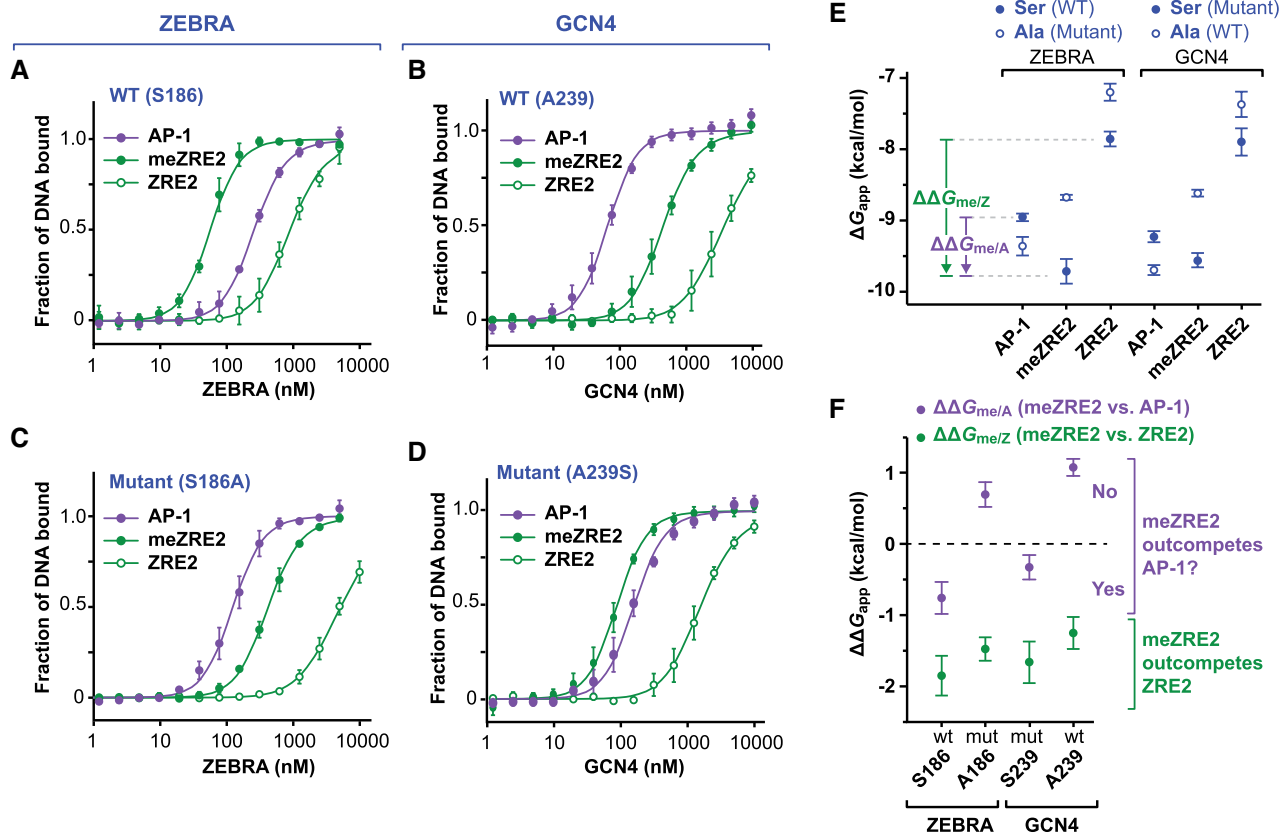 ZEBRA
GCN4
A
WT (S186)
AP-1
meZRE2
ZRE2
Fraction of DNA bound
1.0
0.5
0
1 10 100 1000 10000
ZEBRA (nM)
B
WT (A239)
AP-1
meZRE2
ZRE2
Fraction of DNA bound
1.0
0.5
0
1 10 100 1000 10000
GCN4 (nM)
C
Mutant (S186A)
AP-1
meZRE2
ZRE2
Fraction of DNA bound
1.0
0.5
0
1 10 100 1000 10000
ZEBRA (nM)
D
Mutant (A239S)
AP-1
meZRE2
ZRE2
Fraction of DNA bound
1.0
0.5
0
1 10 100 1000 10000
GCN4 (nM)
E
Ser (WT)
Ala (Mutant)
Ser (Mutant)
Ala (WT)
ZEBRA
GCN4
ΔGapp (kcal/mol)
-7
-8
-9
-10
ΔΔGme/Z
ΔΔGme/A
AP-1 meZRE2 ZRE2 AP-1 meZRE2 ZRE2
F
ΔΔGme/A (meZRE2 vs. AP-1)
ΔΔGme/Z (meZRE2 vs. ZRE2)
ΔΔGapp (kcal/mol)
1
0
-1
-2
No
Yes
meZRE2
outcompetes
AP-1?
meZRE2
outcompetes
ZRE2
wt mut mut wt
S186 A186 S239 A239
ZEBRA GCN4